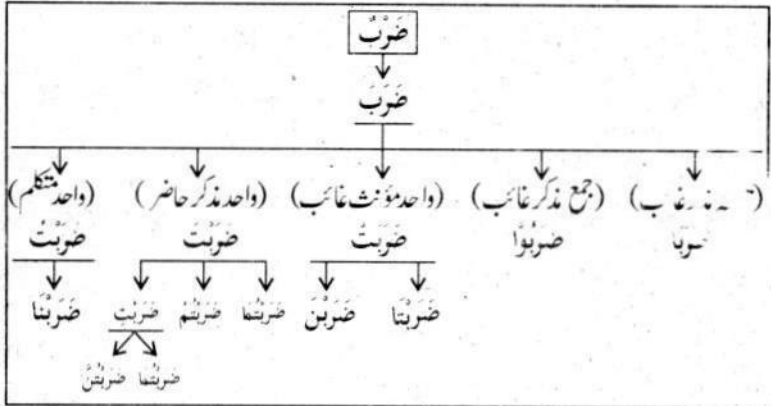 ضَرْبٌ
ضَرَبَ
(جمع مذکر غائب) (واحد مؤنث غائب) (واحد مذکر حاضر) (واحد متکلم)
ضَرَبُوْا ضَرَبَتْ ضَرَبْتَ ضَرَبْتُ
ضَرَبَتَا ضَرَبْنَ ضَرَبْتُمَا ضَرَبْتُمْ ضَرَبْتِ ضَرَبْنَا
ضَرَبْتُمَا ضَرَبْتُنَّ